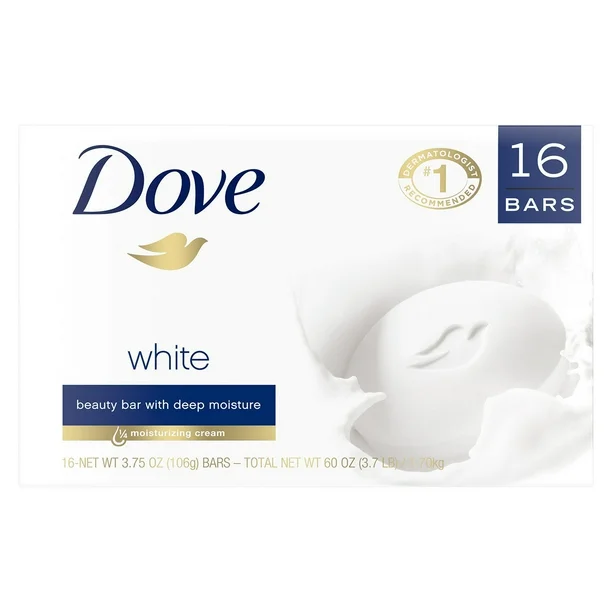 Dove
DERMATOLOGIST
#1
RECOMMENDED
16
BARS
white
beauty bar with deep moisture
¼ moisturizing cream
16-NET WT 3.75 OZ (106g) BARS – TOTAL NET WT 60 OZ (3.7 LB)